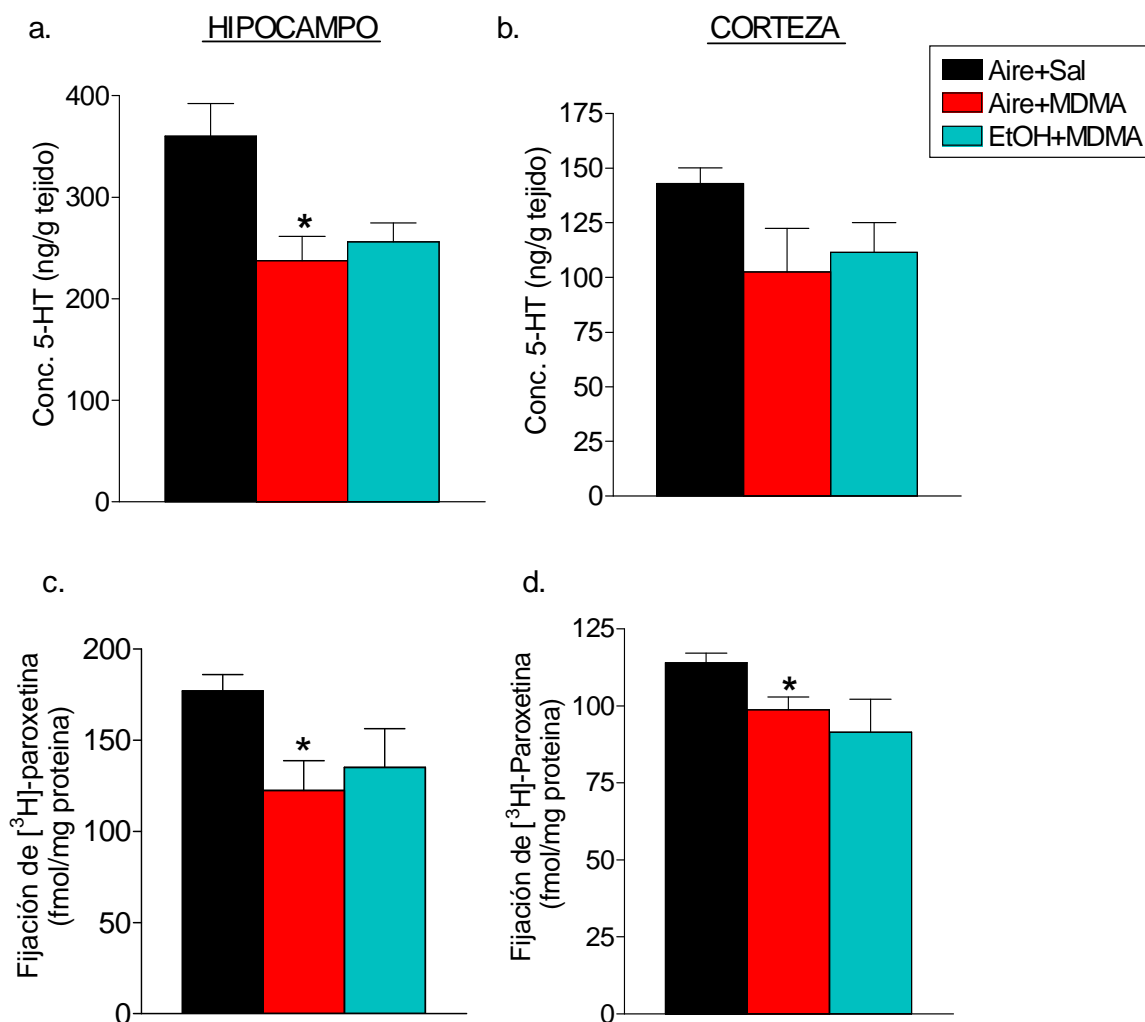 a.
HIPOCAMPO
b.
CORTEZA
Aire+Sal
Aire+MDMA
EtOH+MDMA
Conc. 5-HT (ng/g tejido)
400
300
200
100
0
*
Conc. 5-HT (ng/g tejido)
175
150
125
100
75
50
25
0
c.
d.
Fijación de [³H]-paroxetina
(fmol/mg proteina)
200
150
100
50
0
*
Fijación de [³H]-Paroxetina
(fmol/mg proteina)
125
100
75
50
25
0
*